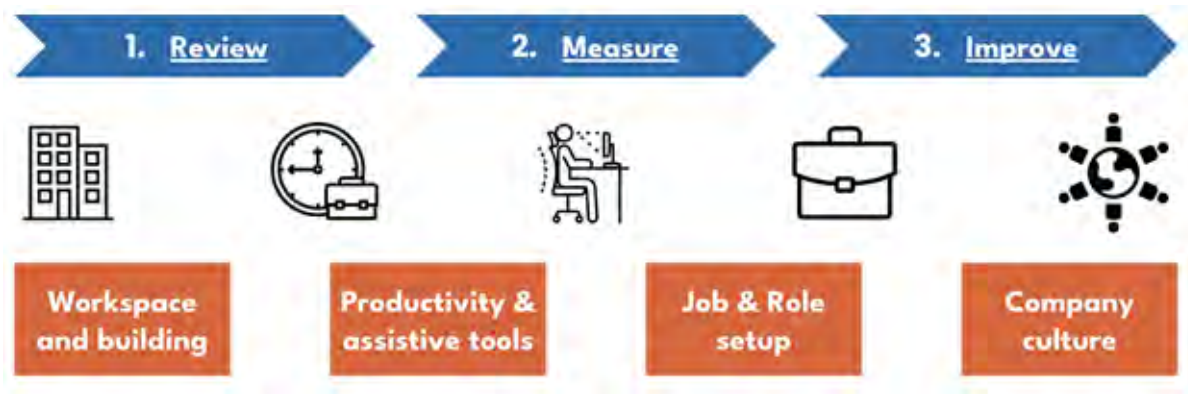 1. Review
2. Measure
3. Improve
Workspace
and building
Productivity &
assistive tools
Job & Role
setup
Company
culture